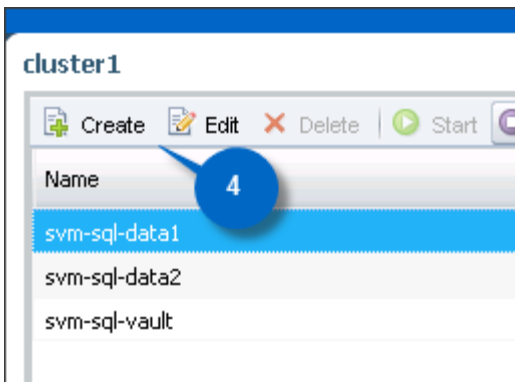 cluster1
Create Edit Delete Start
Name
4
svm-sql-data1
svm-sql-data2
svm-sql-vault